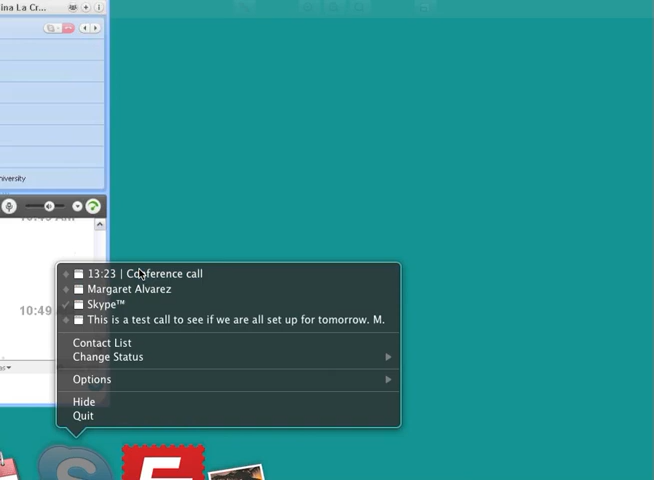 ina La Cr...
niversity
10:49
13:23 | Conference call
Margaret Alvarez
Skype™
This is a test call to see if we are all set up for tomorrow. M.
Contact List
Change Status
Options
Hide
Quit